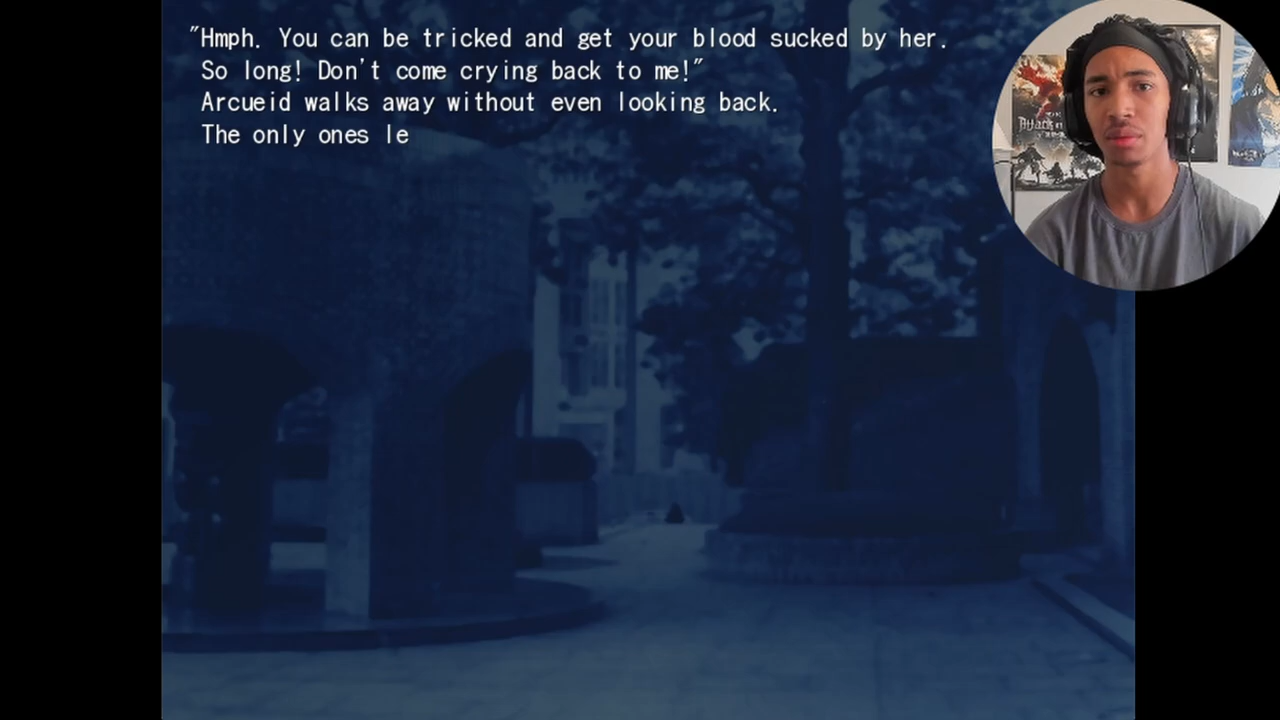 "Hmph. You can be tricked and get your blood sucked by her.
So long! Don't come crying back to me!"
Arcueid walks away without even looking back.
The only ones le
Attack